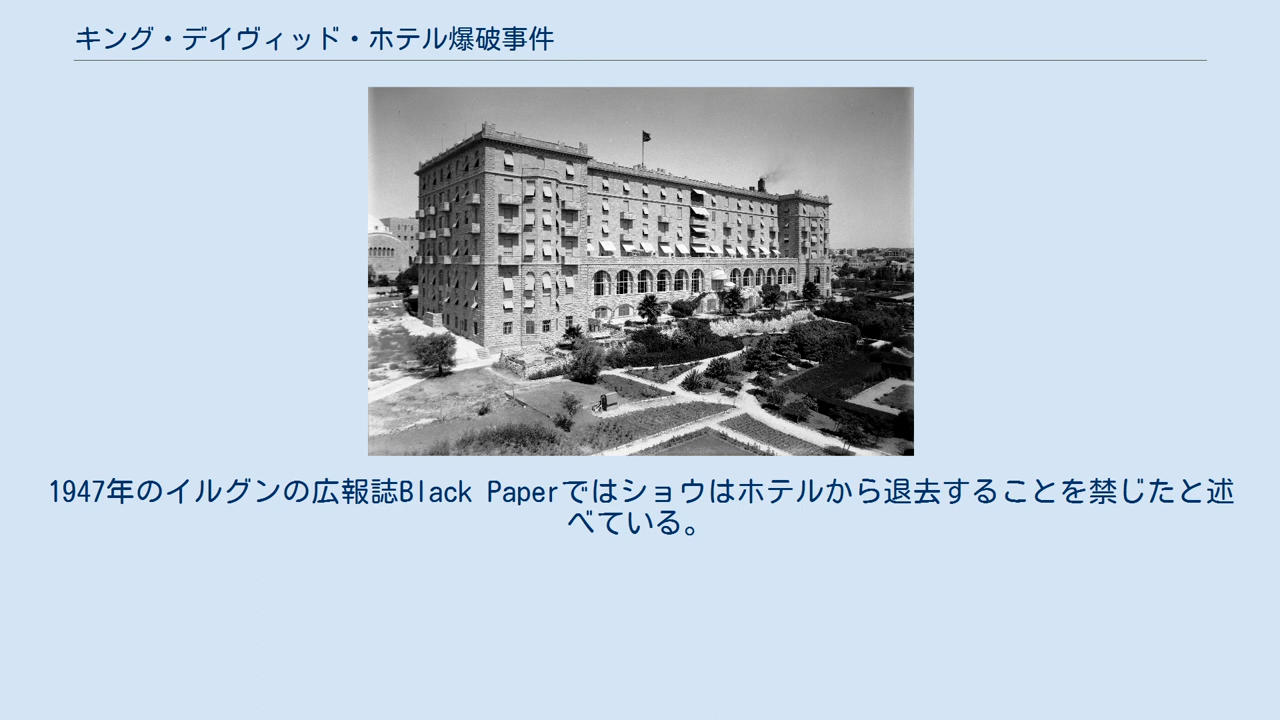 キング・デイヴィッド・ホテル爆破事件
1947年のイルグンの広報誌Black Paperではショウはホテルから退去することを禁じたと述
べている。